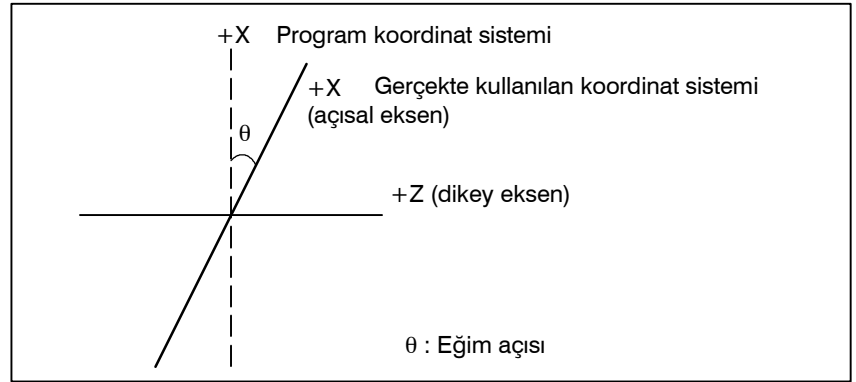 +X Program koordinat sistemi
+X Gerçekte kullanılan koordinat sistemi
(açısal eksen)
θ
+Z (dikey eksen)
θ : Eğim açısı